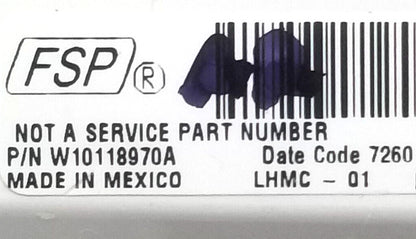 FSP ®
NOT A SERVICE PART NUMBER
P/N W10118970A Date Code 7260
MADE IN MEXICO LHMC - 01